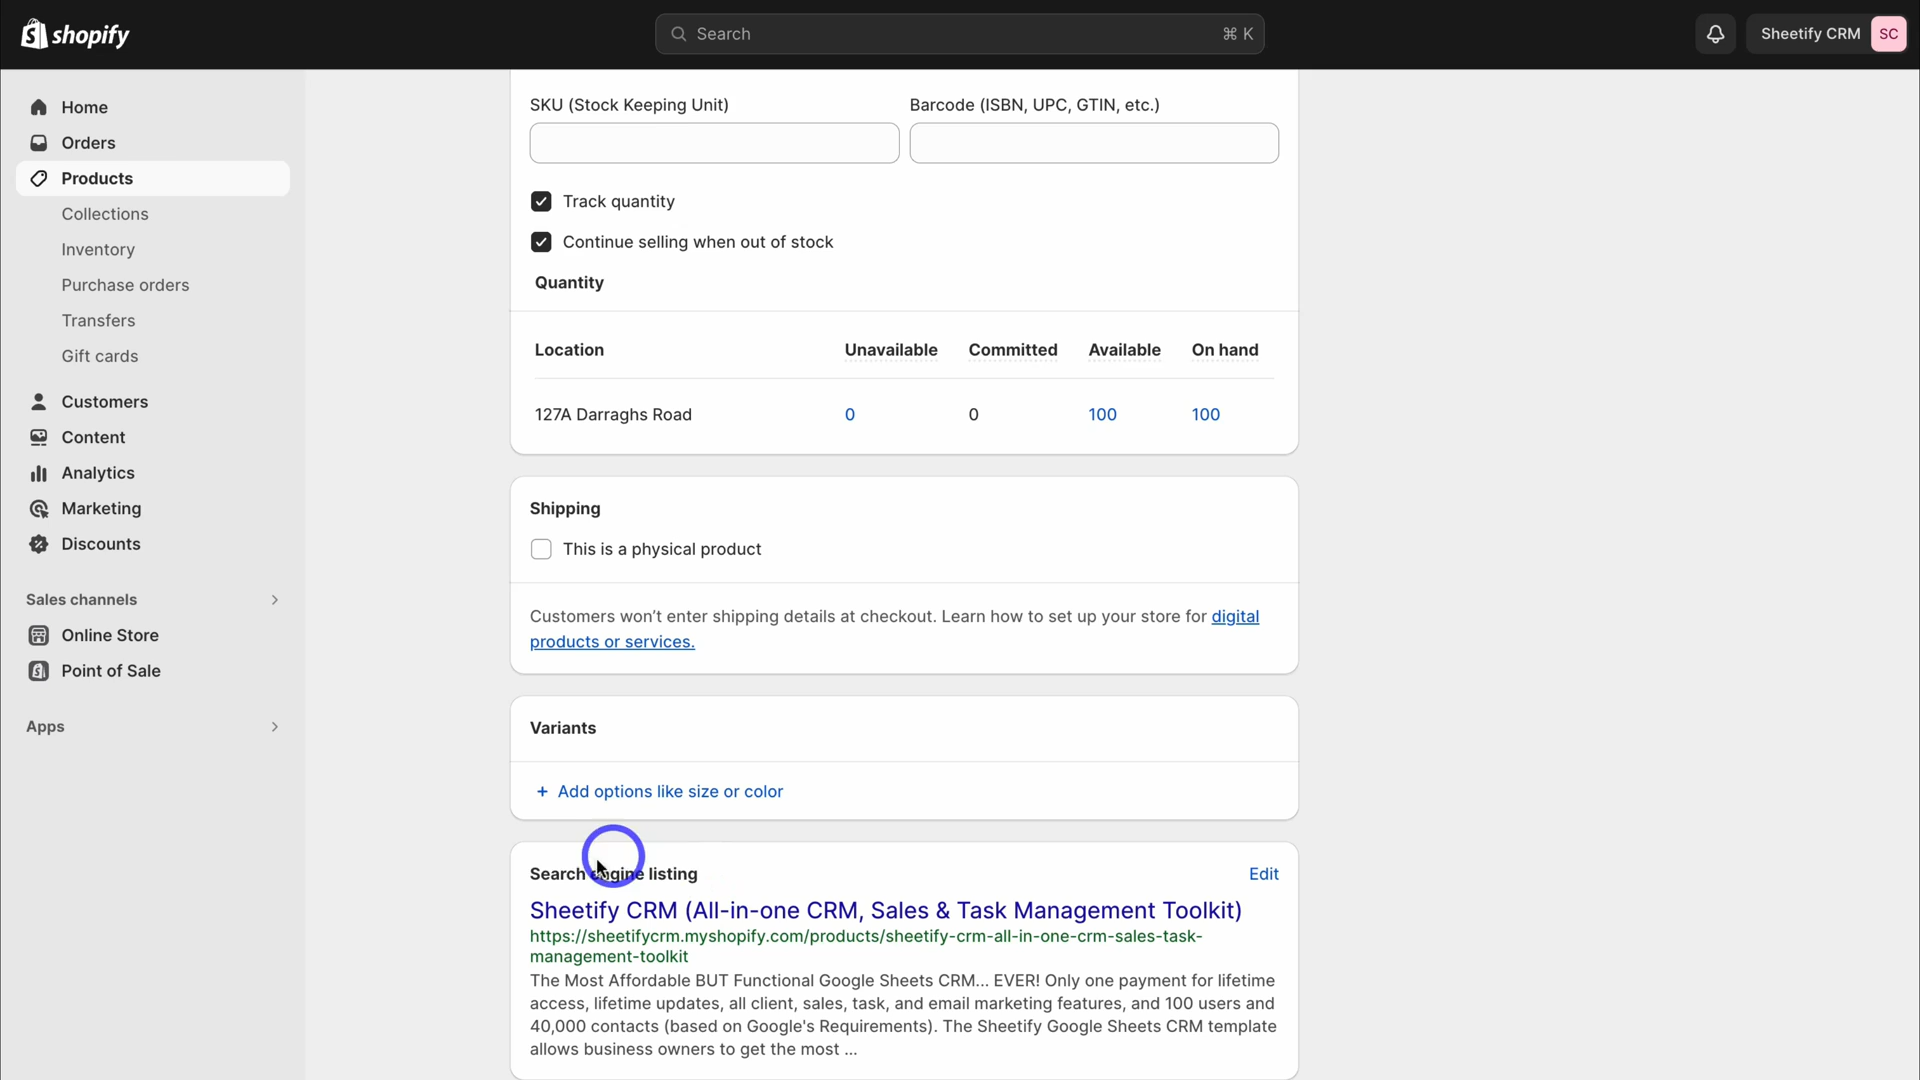 shopify
Search
⌘ K
Sheetify CRM
SC
Home
Orders
Products
Collections
Inventory
Purchase orders
Transfers
Gift cards
Customers
Content
Analytics
Marketing
Discounts
Sales channels
Online Store
Point of Sale
Apps
SKU (Stock Keeping Unit)
Barcode (ISBN, UPC, GTIN, etc.)
Track quantity
Continue selling when out of stock
Quantity
Location Unavailable Committed Available On hand
127A Darraghs Road 0 0 100 100
Shipping
This is a physical product
Customers won’t enter shipping details at checkout. Learn how to set up your store for digital
products or services.
Variants
+ Add options like size or color
Search engine listing
Edit
Sheetify CRM (All-in-one CRM, Sales & Task Management Toolkit)
https://sheetifycrm.myshopify.com/products/sheetify-crm-all-in-one-crm-sales-task-
management-toolkit
The Most Affordable BUT Functional Google Sheets CRM... EVER! Only one payment for lifetime
access, lifetime updates, all client, sales, task, and email marketing features, and 100 users and
40,000 contacts (based on Google's Requirements). The Sheetify Google Sheets CRM template
allows business owners to get the most ...